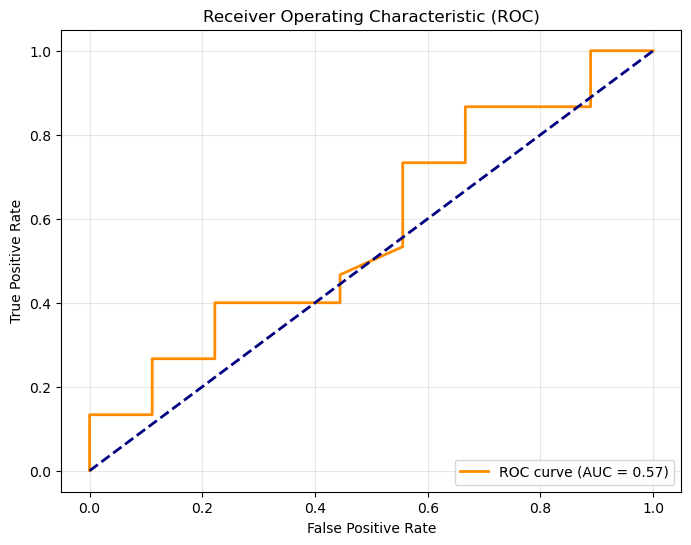 Receiver Operating Characteristic (ROC)
1.0
0.8
0.6
0.4
0.2
0.0
True Positive Rate
ROC curve (AUC = 0.57)
0.0 0.2 0.4 0.6 0.8 1.0
False Positive Rate